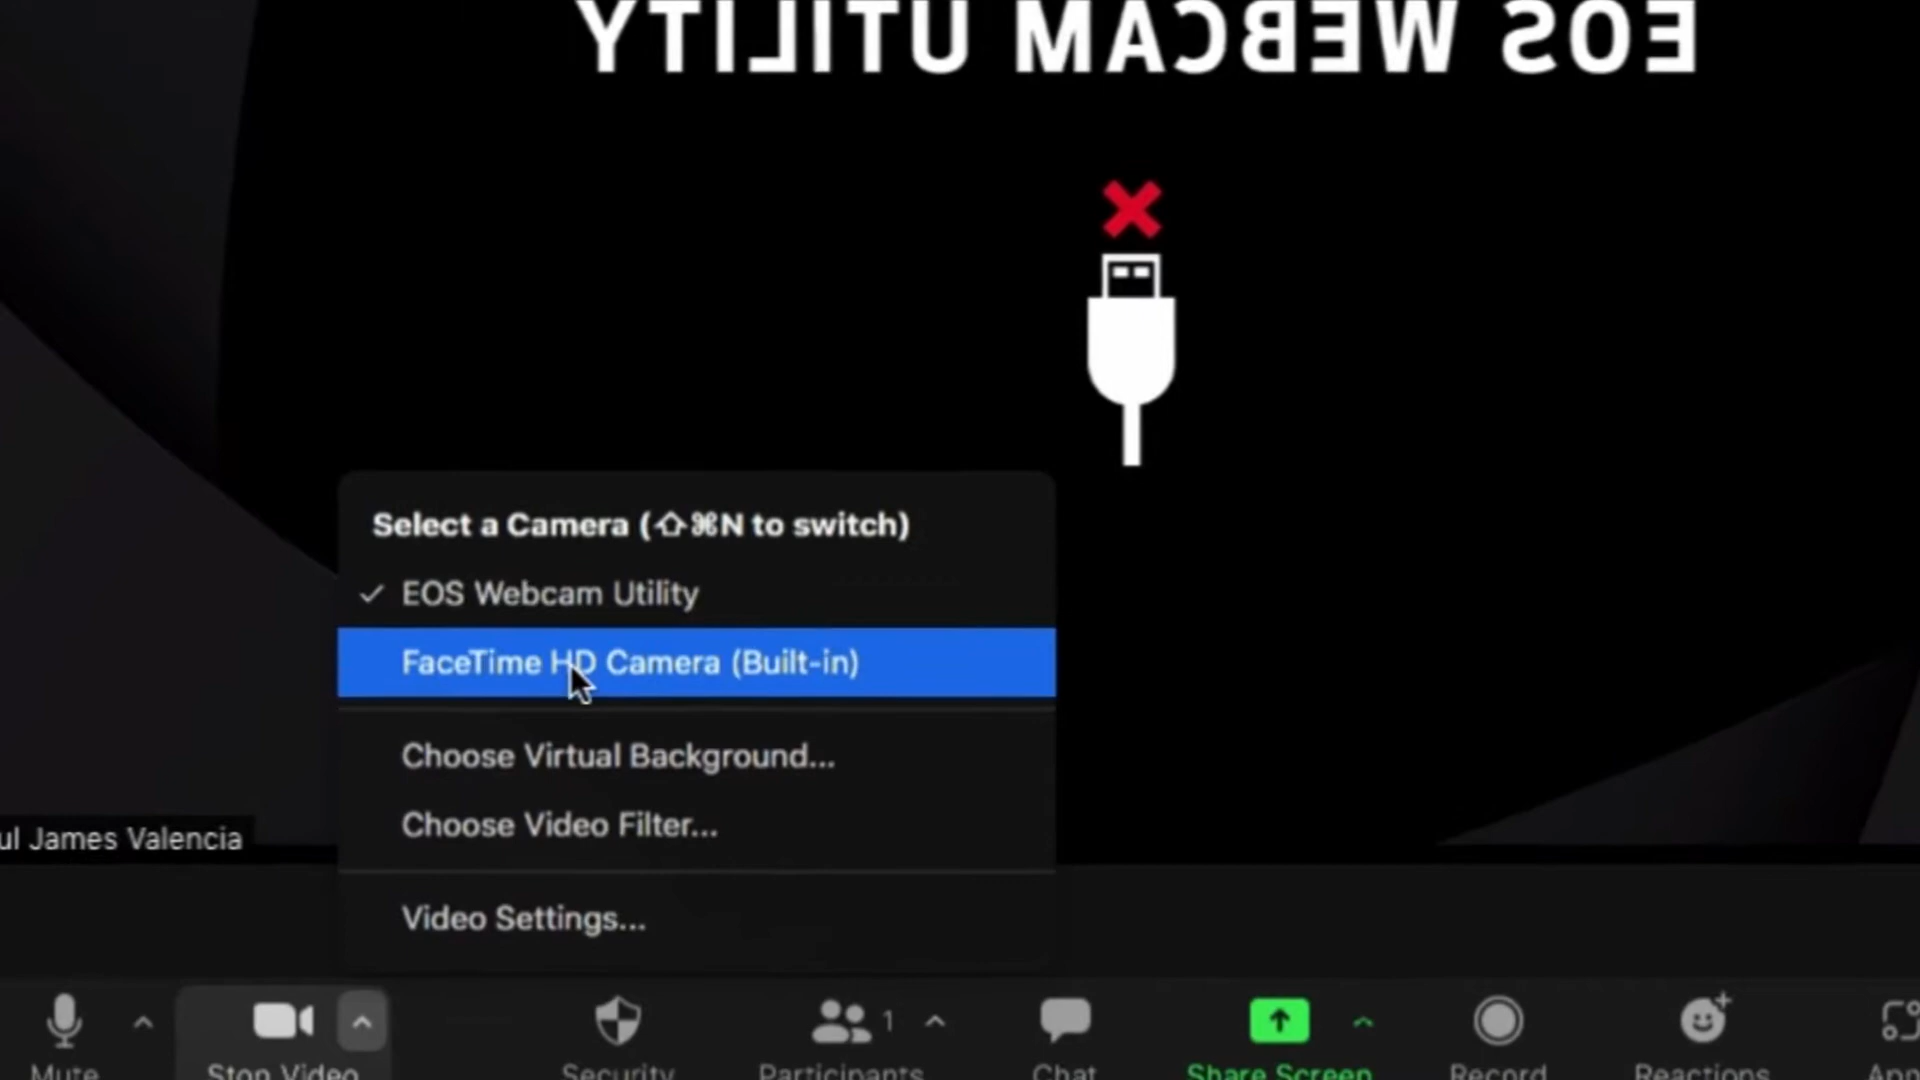 EOS WEBCAM UTILITY
Select a Camera (⇧⌘N to switch)
✓ EOS Webcam Utility
FaceTime HD Camera (Built-in)
Choose Virtual Background...
Choose Video Filter...
ul James Valencia
Video Settings...
1
Mute
Stop Video
Security
Participants
Chat
Share Screen
Record
Reactions
App